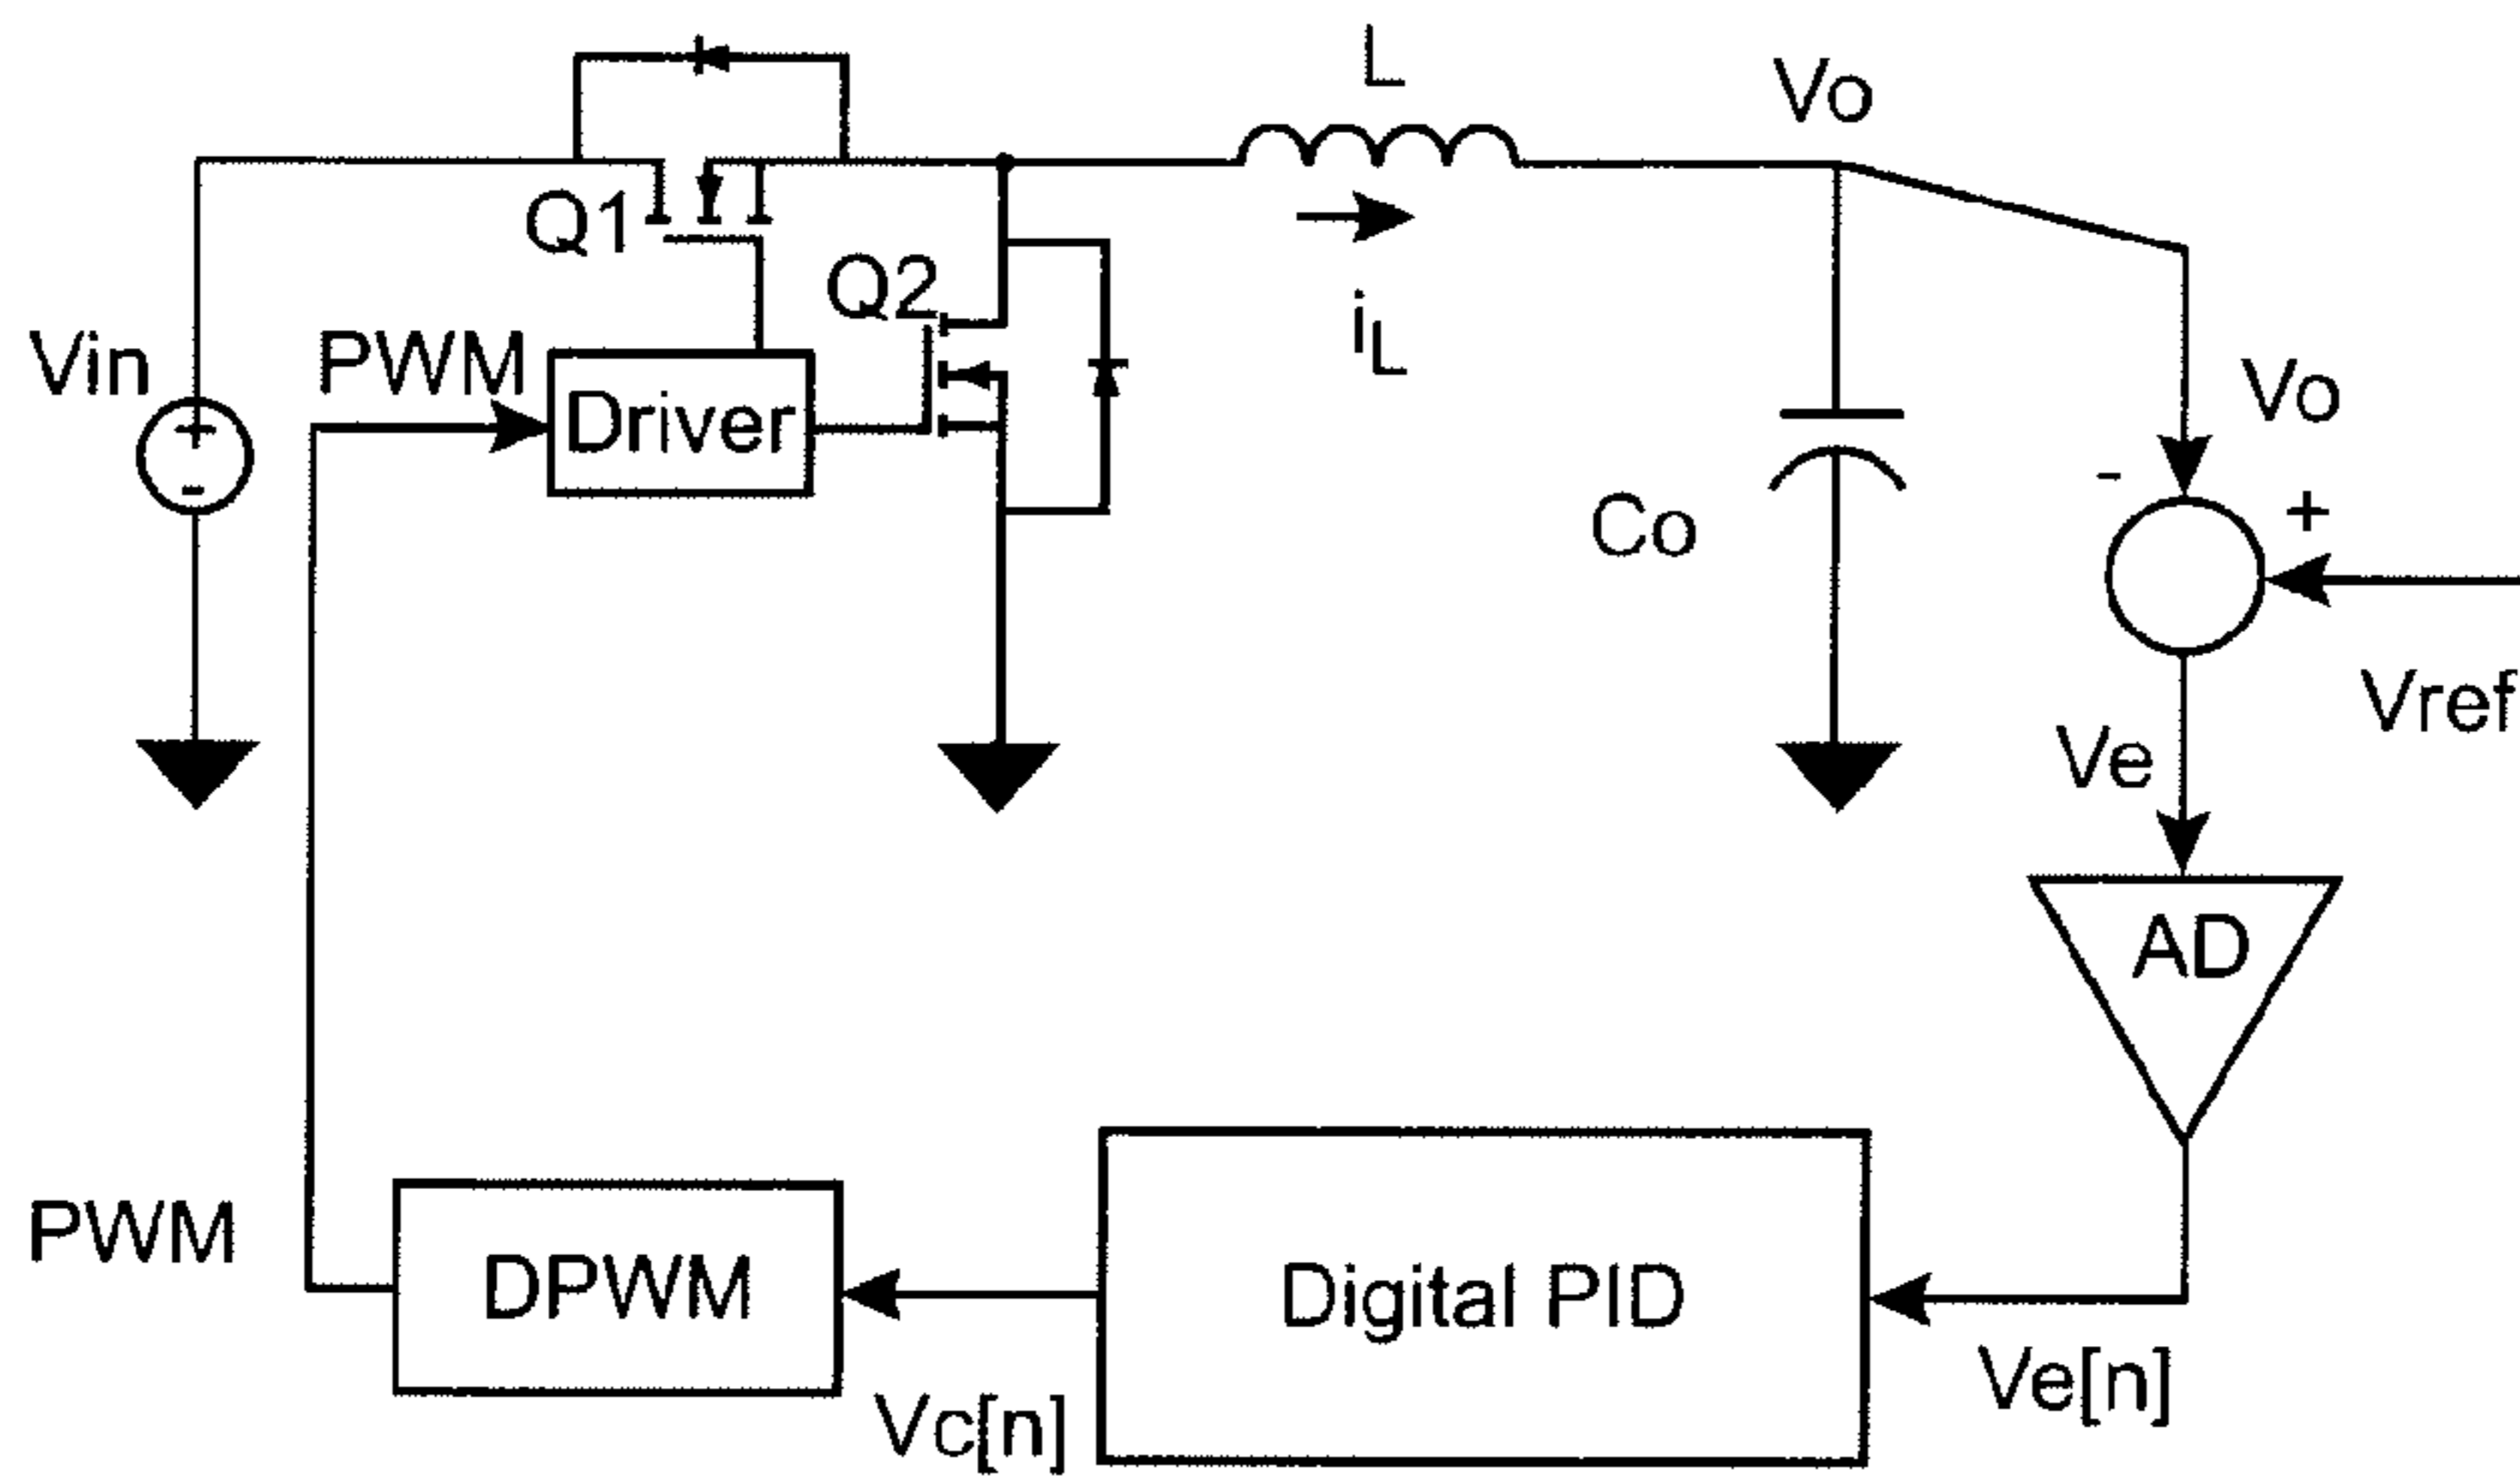 L
Vo
Q1
Q2
iL
Vin
PWM
Driver
Vo
+
-
-
+
Co
Vref
Ve
AD
PWM
DPWM
Digital PID
Vc[n]
Ve[n]